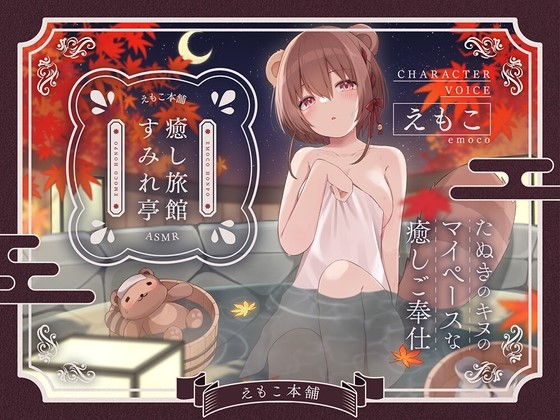 えもこ本舗
癒し旅館
すみれ亭
ASMR
EMOCO HONPO
EMOCO HONPO
CHARACTER
VOICE
えもこ
emoco
たぬきのキヌの
マイペースな
癒しご奉仕
えもこ本舗